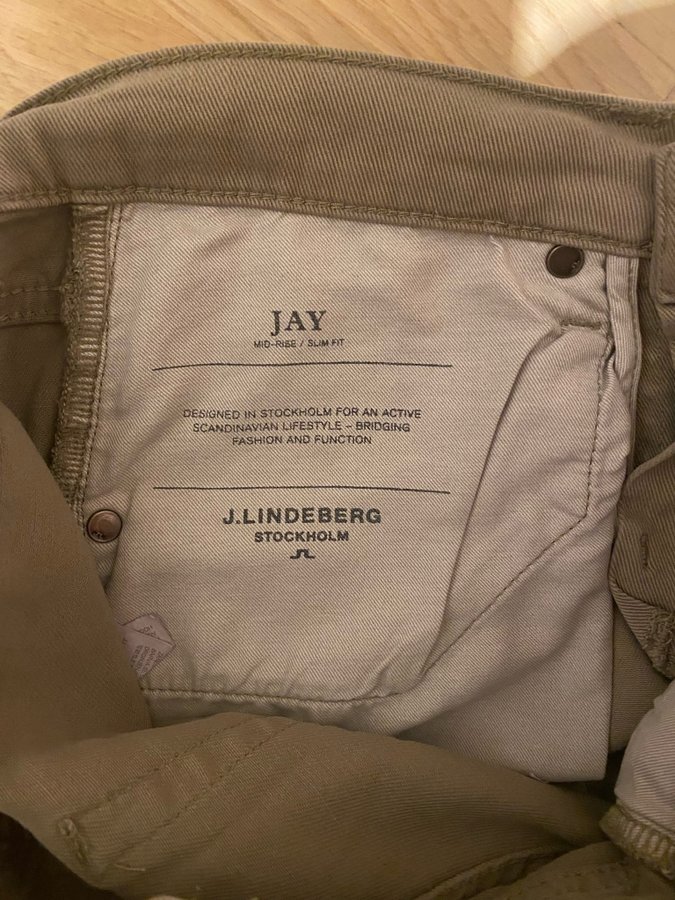 JAY
MID-RISE / SLIM FIT
DESIGNED IN STOCKHOLM FOR AN ACTIVE
SCANDINAVIAN LIFESTYLE – BRIDGING
FASHION AND FUNCTION
J.LINDEBERG
STOCKHOLM